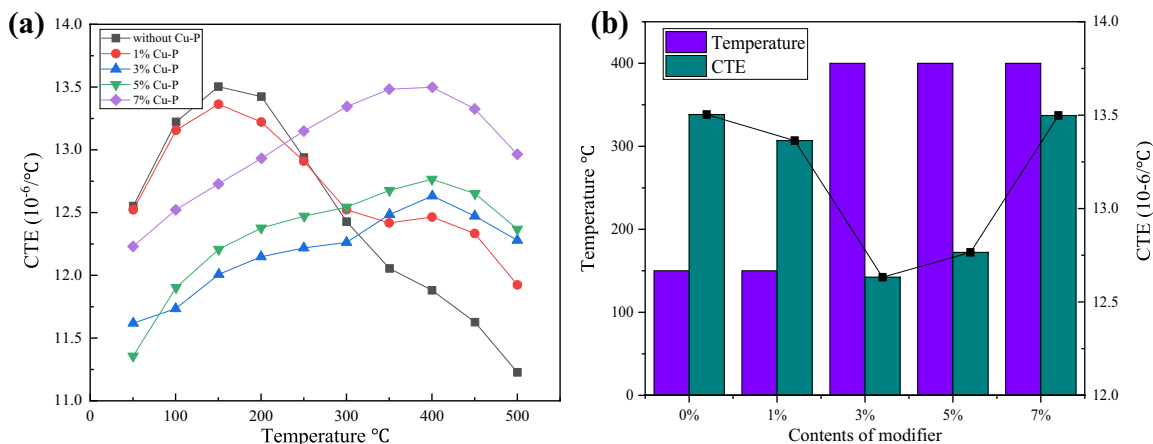 (a)
14.0
13.5
13.0
12.5
12.0
11.5
11.0
CTE (10-6/℃)
without Cu-P
1% Cu-P
3% Cu-P
5% Cu-P
7% Cu-P
0 100 200 300 400 500
Temperature ℃
(b)
400
300
250
200
150
100
50
0
Temperature ℃
Temperature
CTE
14.0
13.5
13.0
12.5
12.0
CTE (10-6/℃)
0% 1% 3% 5% 7%
Contents of modifier